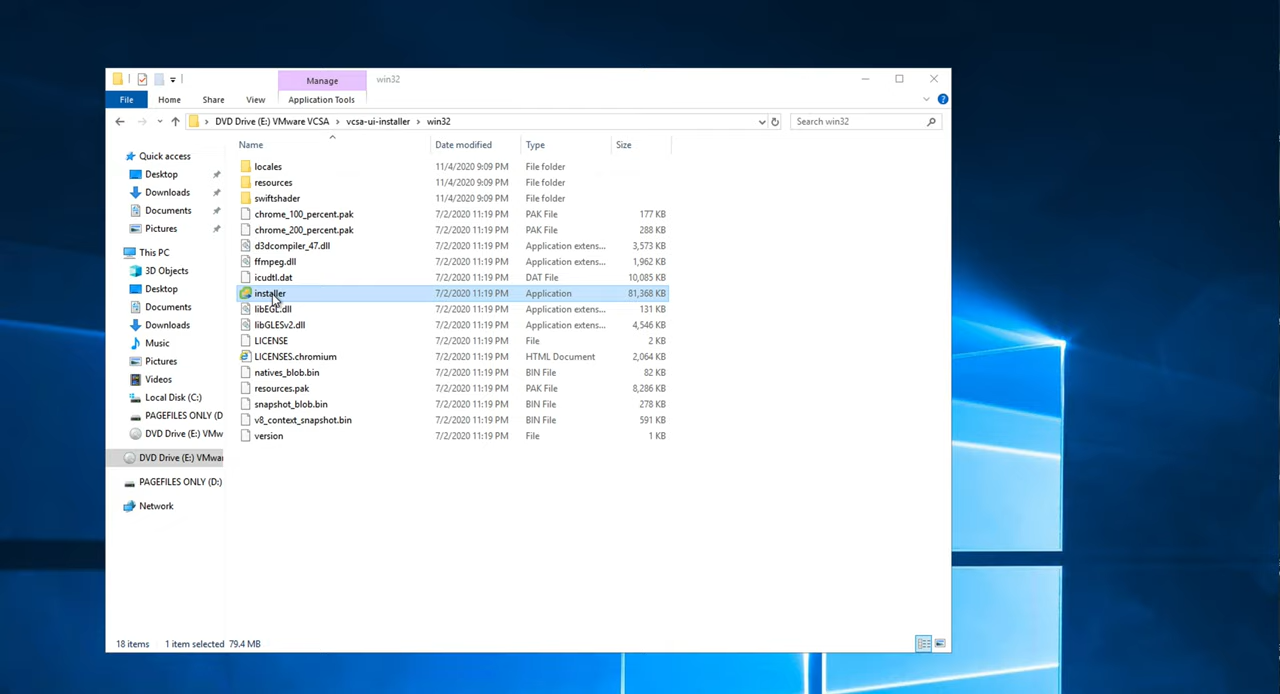 Manage
win32
File
Home
Share
View
Application Tools
DVD Drive (E:) VMware VCSA
vcsa-ui-installer
win32
Search win32
Name
Date modified
Type
Size
Quick access
Desktop
Downloads
Documents
Pictures
This PC
3D Objects
Desktop
Documents
Downloads
Music
Pictures
Videos
Local Disk (C:)
PAGEFILES ONLY (D
DVD Drive (E:) VMw
DVD Drive (E:) VMwa
PAGEFILES ONLY (D:)
Network
locales 11/4/2020 9:09 PM File folder
resources 11/4/2020 9:09 PM File folder
swiftshader 11/4/2020 9:09 PM File folder
chrome_100_percent.pak 7/2/2020 11:19 PM PAK File 177 KB
chrome_200_percent.pak 7/2/2020 11:19 PM PAK File 288 KB
d3dcompiler_47.dll 7/2/2020 11:19 PM Application extens... 3,573 KB
ffmpeg.dll 7/2/2020 11:19 PM Application extens... 1,962 KB
icudtl.dat 7/2/2020 11:19 PM DAT File 10,085 KB
installer 7/2/2020 11:19 PM Application 81,368 KB
libEGL.dll 7/2/2020 11:19 PM Application extens... 131 KB
libGLESv2.dll 7/2/2020 11:19 PM Application extens... 4,546 KB
LICENSE 7/2/2020 11:19 PM File 2 KB
LICENSES.chromium 7/2/2020 11:19 PM HTML Document 2,064 KB
natives_blob.bin 7/2/2020 11:19 PM BIN File 82 KB
resources.pak 7/2/2020 11:19 PM PAK File 8,286 KB
snapshot_blob.bin 7/2/2020 11:19 PM BIN File 278 KB
v8_context_snapshot.bin 7/2/2020 11:19 PM BIN File 591 KB
version 7/2/2020 11:19 PM File 1 KB
18 items 1 item selected 79.4 MB